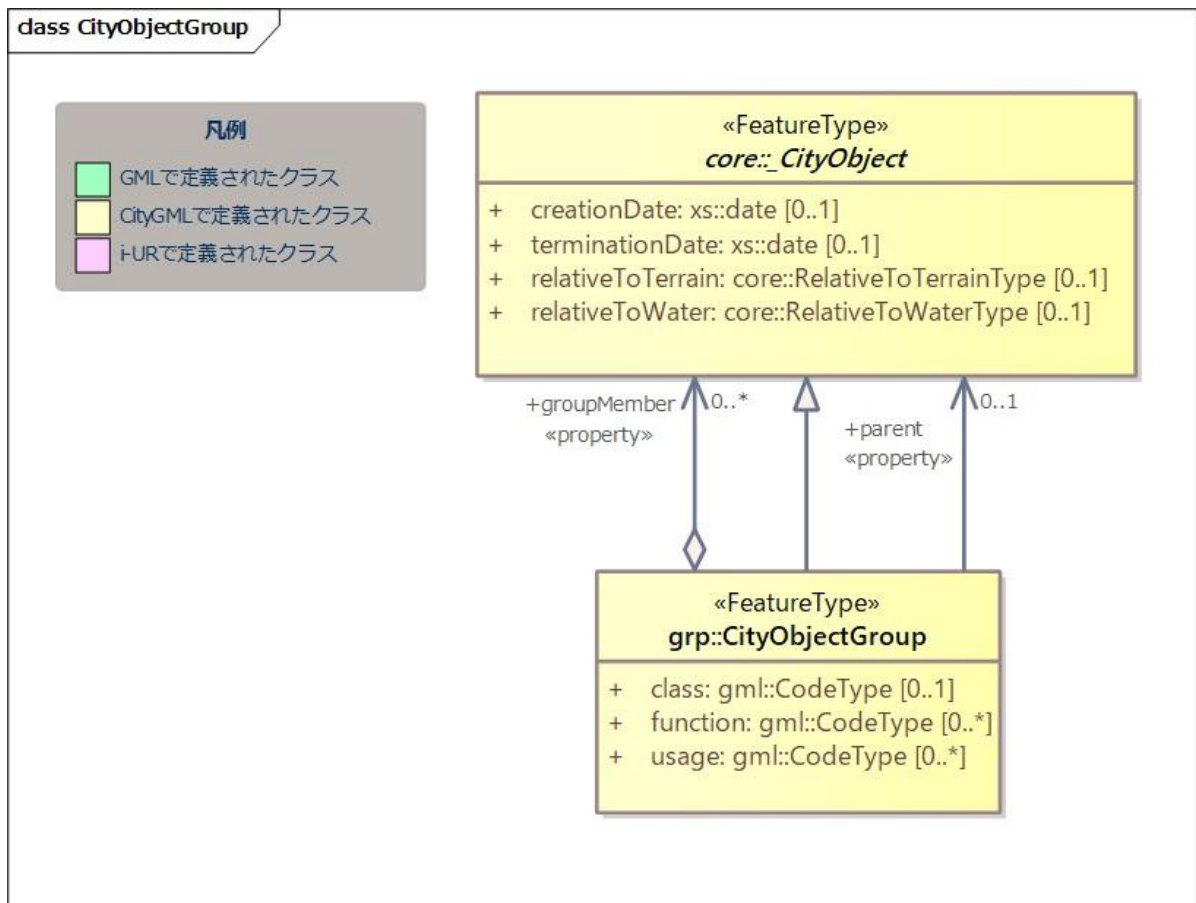 class CityObjectGroup
凡例
GMLで定義されたクラス
CityGMLで定義されたクラス
i-URで定義されたクラス
«FeatureType»
core::_CityObject
+ creationDate: xs::date [0..1]
+ terminationDate: xs::date [0..1]
+ relativeToTerrain: core::RelativeToTerrainType [0..1]
+ relativeToWater: core::RelativeToWaterType [0..1]
+groupMember 0..*
«property»
+parent
«property»
0..1
«FeatureType»
grp::CityObjectGroup
+ class: gml::CodeType [0..1]
+ function: gml::CodeType [0..*]
+ usage: gml::CodeType [0..*]